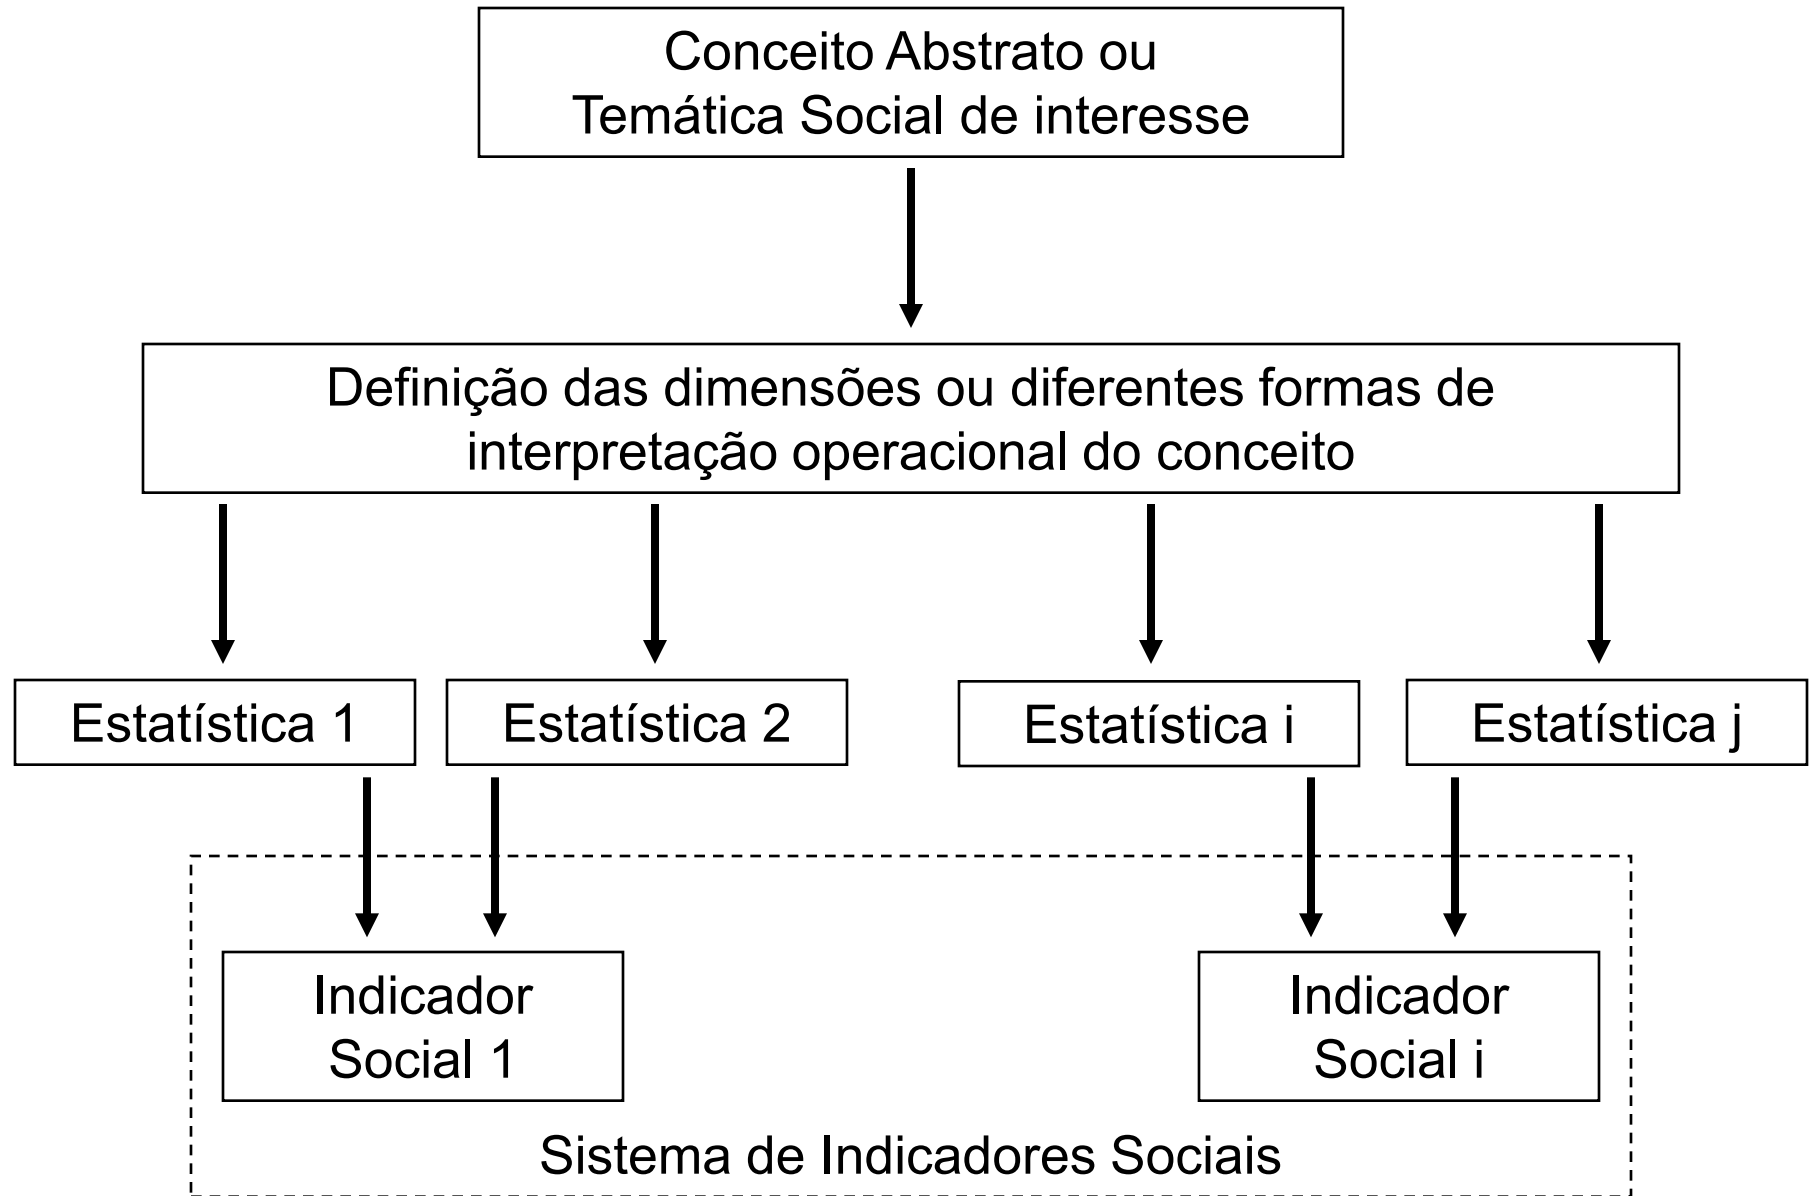 Conceito Abstrato ou
Temática Social de interesse
Definição das dimensões ou diferentes formas de
interpretação operacional do conceito
Estatística 1
Estatística 2
Estatística i
Estatística j
Indicador
Social 1
Indicador
Social i
Sistema de Indicadores Sociais